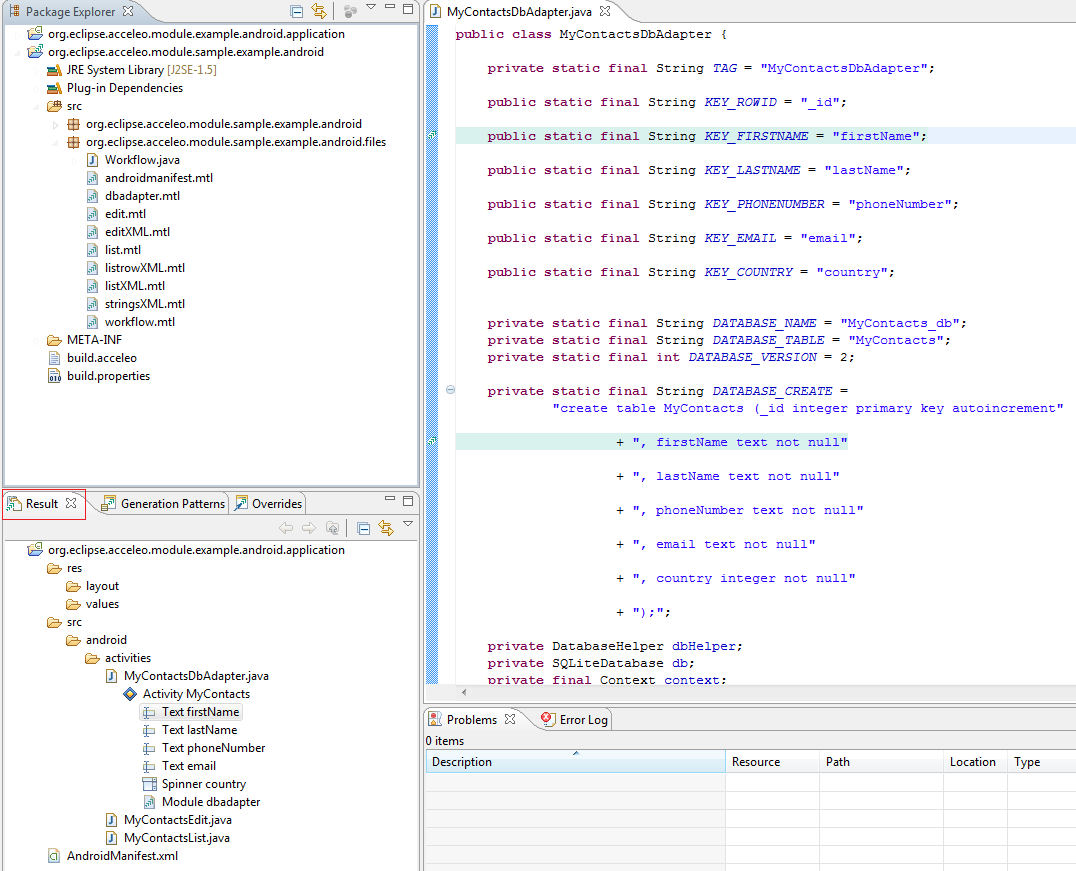 Package Explorer
org.eclipse.acceleo.module.example.android.application
org.eclipse.acceleo.module.sample.example.android
JRE System Library [J2SE-1.5]
Plug-in Dependencies
src
org.eclipse.acceleo.module.sample.example.android
org.eclipse.acceleo.module.sample.example.android.files
Workflow.java
androidmanifest.mtl
dbadapter.mtl
edit.mtl
editXML.mtl
list.mtl
listrowXML.mtl
listXML.mtl
stringsXML.mtl
workflow.mtl
META-INF
build.acceleo
build.properties
Result
Generation Patterns
Overrides
org.eclipse.acceleo.module.example.android.application
res
layout
values
src
android
activities
MyContactsDbAdapter.java
Activity MyContacts
Text firstName
Text lastName
Text phoneNumber
Text email
Spinner country
Module dbadapter
MyContactsEdit.java
MyContactsList.java
AndroidManifest.xml
MyContactsDbAdapter.java
public class MyContactsDbAdapter {
private static final String TAG = "MyContactsDbAdapter";
public static final String KEY_ROWID = "_id";
public static final String KEY_FIRSTNAME = "firstName";
public static final String KEY_LASTNAME = "lastName";
public static final String KEY_PHONENUMBER = "phoneNumber";
public static final String KEY_EMAIL = "email";
public static final String KEY_COUNTRY = "country";
private static final String DATABASE_NAME = "MyContacts_db";
private static final String DATABASE_TABLE = "MyContacts";
private static final int DATABASE_VERSION = 2;
private static final String DATABASE_CREATE =
"create table MyContacts (_id integer primary key autoincrement"
+ ", firstName text not null"
+ ", lastName text not null"
+ ", phoneNumber text not null"
+ ", email text not null"
+ ", country integer not null"
+ ");";
private DatabaseHelper dbHelper;
private SQLiteDatabase db;
private final Context context;
Problems
Error Log
0 items
Description
Resource
Path
Location
Type